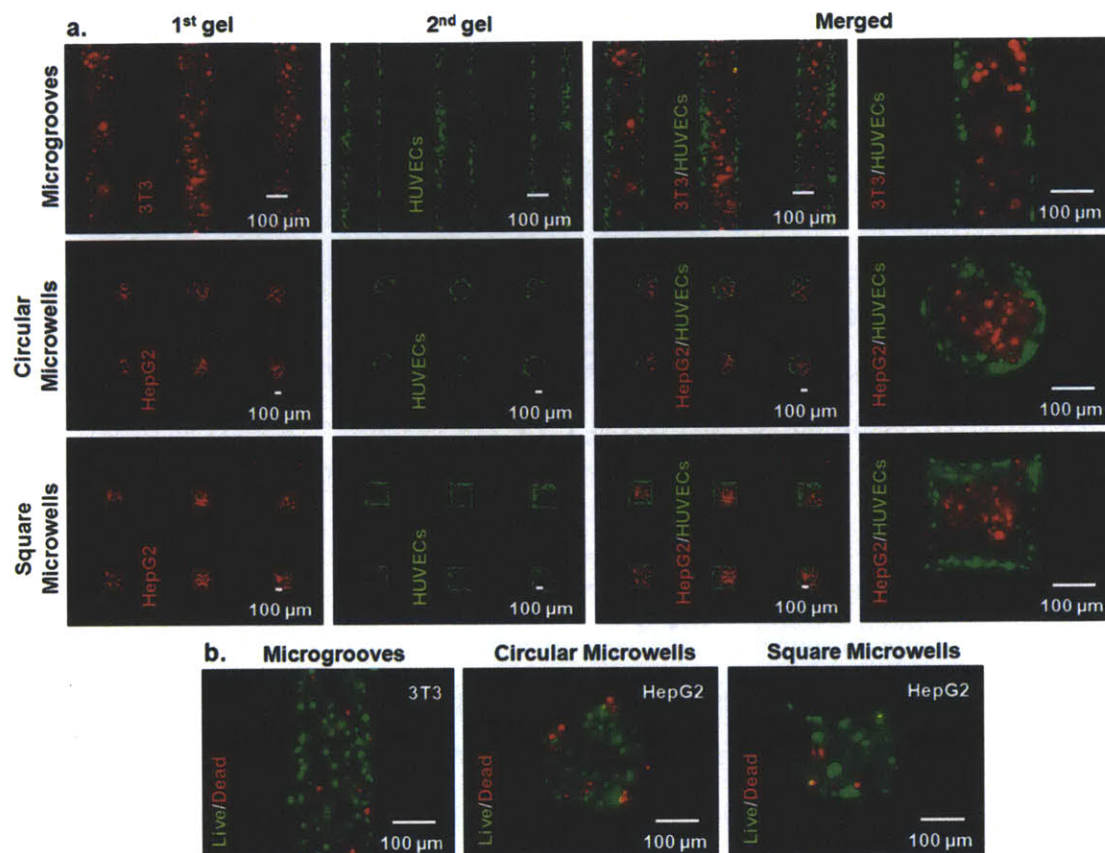 a.
1st gel
2nd gel
Merged
Microgrooves
3T3
100 µm
HUVECs
100 µm
3T3/HUVECs
100 µm
3T3/HUVECs
100 µm
Circular
Microwells
HepG2
100 µm
HUVECs
100 µm
HepG2/HUVECs
100 µm
HepG2/HUVECs
100 µm
Square
Microwells
HepG2
100 µm
HUVECs
100 µm
HepG2/HUVECs
100 µm
HepG2/HUVECs
100 µm
b.
Microgrooves
Circular Microwells
Square Microwells
Live/Dead
3T3
100 µm
Live/Dead
HepG2
100 µm
Live/Dead
HepG2
100 µm